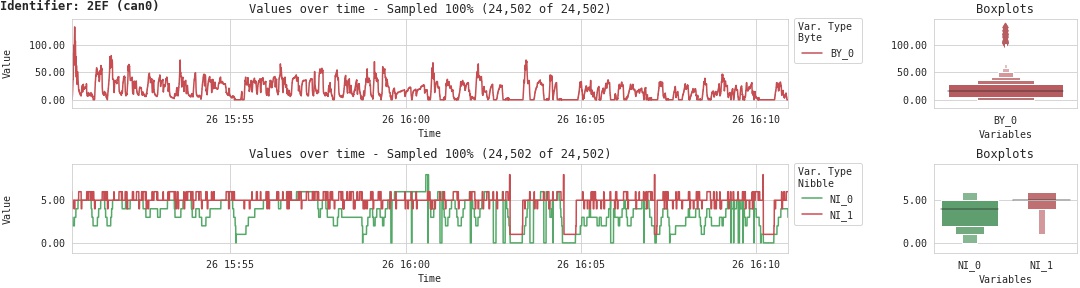 Identifier: 2EF (can0)
Values over time - Sampled 100% (24,502 of 24,502)
Value
100.00
50.00
0.00
26 15:55
26 16:00
26 16:05
26 16:10
Time
Var. Type
Byte
BY_0
Boxplots
100.00
50.00
0.00
BY_0
Variables
Values over time - Sampled 100% (24,502 of 24,502)
Value
5.00
0.00
26 15:55
26 16:00
26 16:05
26 16:10
Time
Var. Type
Nibble
NI_0
NI_1
Boxplots
5.00
0.00
NI_0
NI_1
Variables